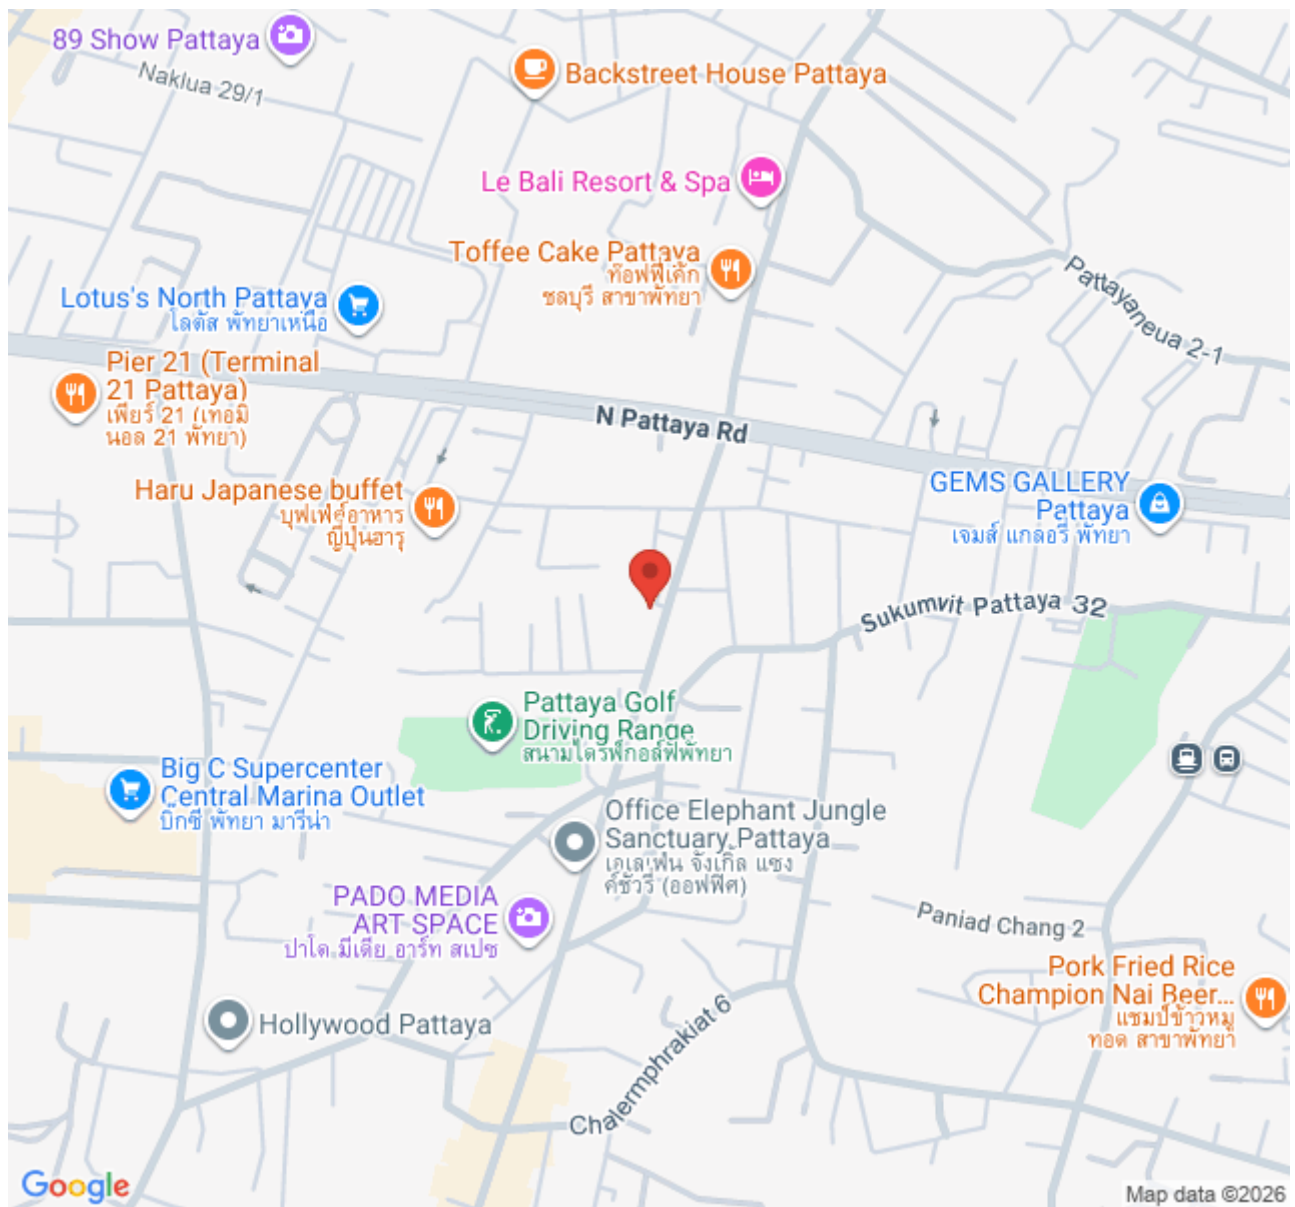 89 Show Pattaya
Naklua 29/1
Backstreet House Pattaya
Le Bali Resort & Spa
Toffee Cake Pattaya
ท๊อฟฟี่เค้ก
ชลบุรี สาขาพัทยา
Pattayaneua 2-1
Lotus's North Pattaya
โลตัส พัทยาเหนือ
Pier 21 (Terminal
21 Pattaya)
เพียร์ 21 (เทอมิ
นอล 21 พัทยา)
N Pattaya Rd
Haru Japanese buffet
บุฟเฟ่ต์อาหาร
ญี่ปุ่นฮารุ
GEMS GALLERY
Pattaya
เจมส์ แกลอรี่ พัทยา
Sukumvit Pattaya 32
Pattaya Golf
Driving Range
สนามไดร์ฟกอล์ฟพัทยา
Big C Supercenter
Central Marina Outlet
บิ๊กซี พัทยา มารีน่า
Office Elephant Jungle
Sanctuary Pattaya
เอเลเฟ่น จังเกิ้ล แซง
ค์ชัวรี่ (ออฟฟิศ)
PADO MEDIA
ART SPACE
ปาโด มีเดีย อาร์ท สเปซ
Paniad Chang 2
Pork Fried Rice
Champion Nai Beer...
แชมป์ข้าวหมู
ทอด สาขาพัทยา
Hollywood Pattaya
Chalermphrakiat 6
Google
Map data ©2026